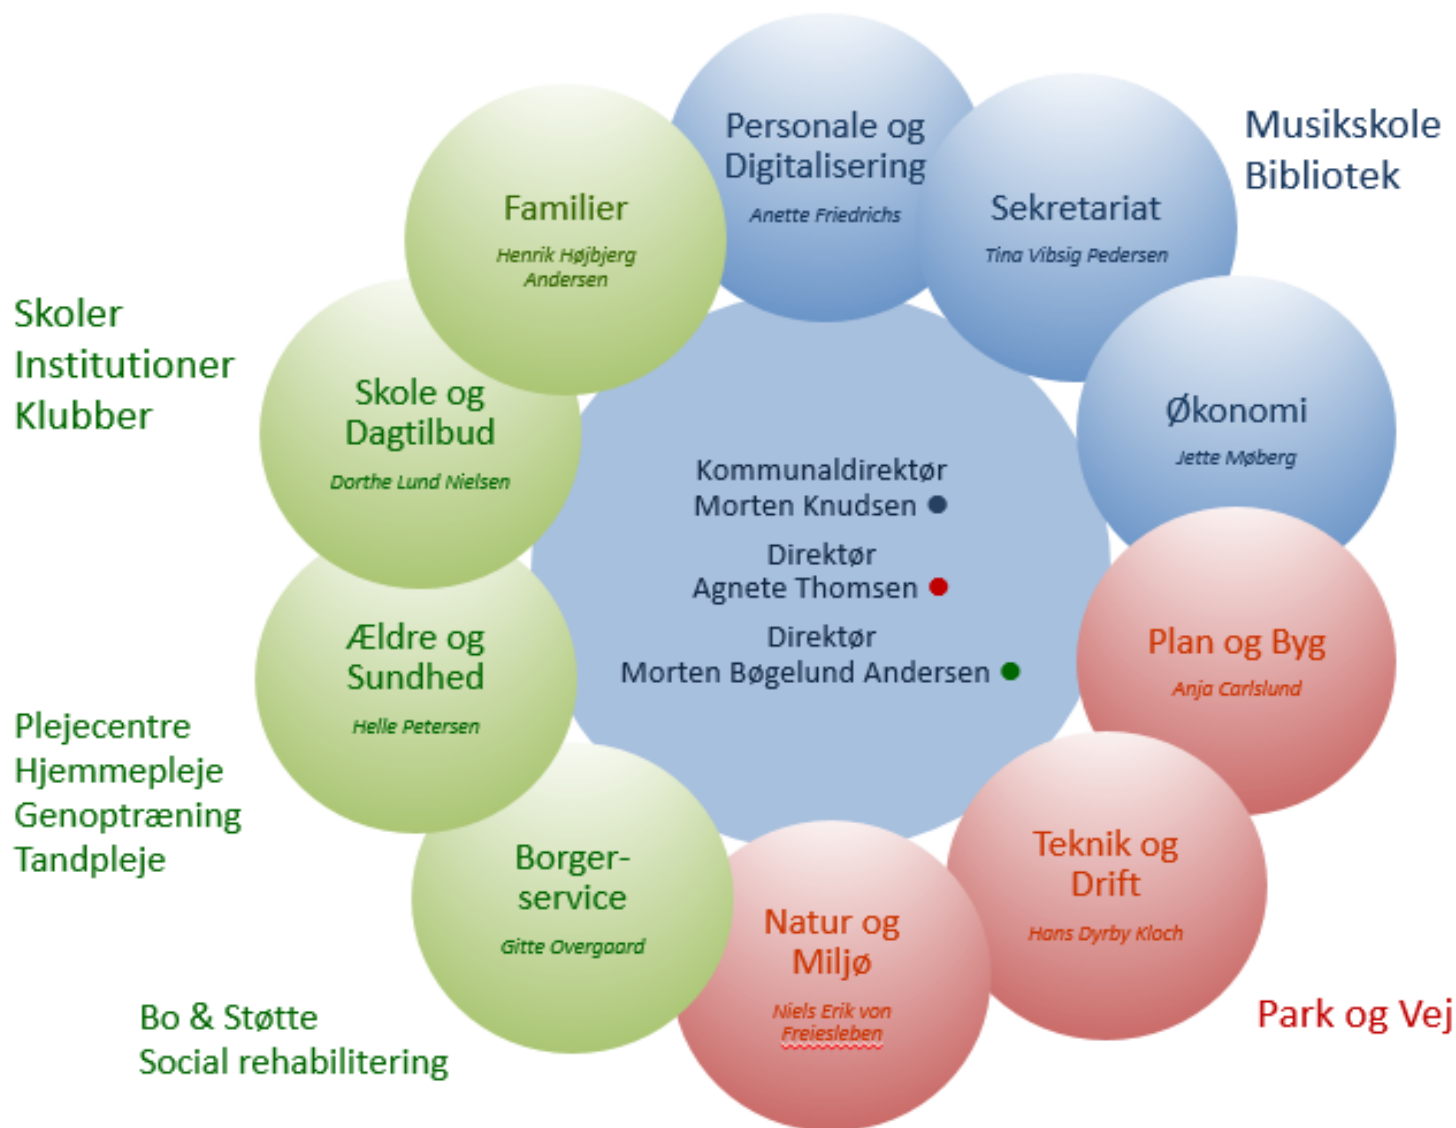 Personale og
Digitalisering
Anette Friedrichs
Sekretariat
Tina Vibsig Pedersen
Musikskole
Bibliotek
Økonomi
Jette Møberg
Plan og Byg
Anja Carlslund
Teknik og
Drift
Hans Dyrby Kloch
Park og Vej
Natur og
Miljø
Niels Erik von
Freiesleben
Borger-
service
Gitte Overgaard
Bo & Støtte
Social rehabilitering
Ældre og
Sundhed
Helle Petersen
Plejecentre
Hjemmepleje
Genoptræning
Tandpleje
Skole og
Dagtilbud
Dorthe Lund Nielsen
Skoler
Institutioner
Klubber
Familier
Henrik Højbjerg
Andersen
Kommunaldirektør
Morten Knudsen
Direktør
Agnete Thomsen
Direktør
Morten Bøgelund Andersen